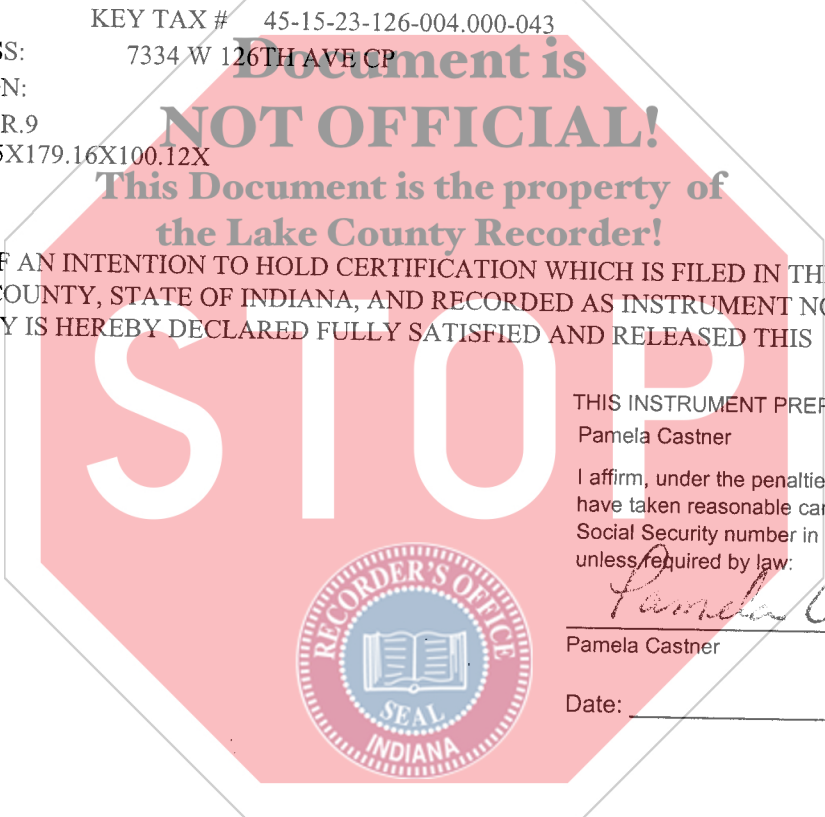 KEY TAX # 45-15-23-126-004.000-043
SS: 7334 W 126TH AVE CP
N:
R.9
5X179.16X100.12X
Document is
NOT OFFICIAL!
This Document is the property of
the Lake County Recorder!
F AN INTENTION TO HOLD CERTIFICATION WHICH IS FILED IN TH
COUNTY, STATE OF INDIANA, AND RECORDED AS INSTRUMENT NO
Y IS HEREBY DECLARED FULLY SATISFIED AND RELEASED THIS
STOP
THIS INSTRUMENT PREP
Pamela Castner
I affirm, under the penaltie
have taken reasonable car
Social Security number in
unless required by law:
Pamela C
Pamela Castner
Date:
RECORDER'S OFFICE
SEAL
INDIANA